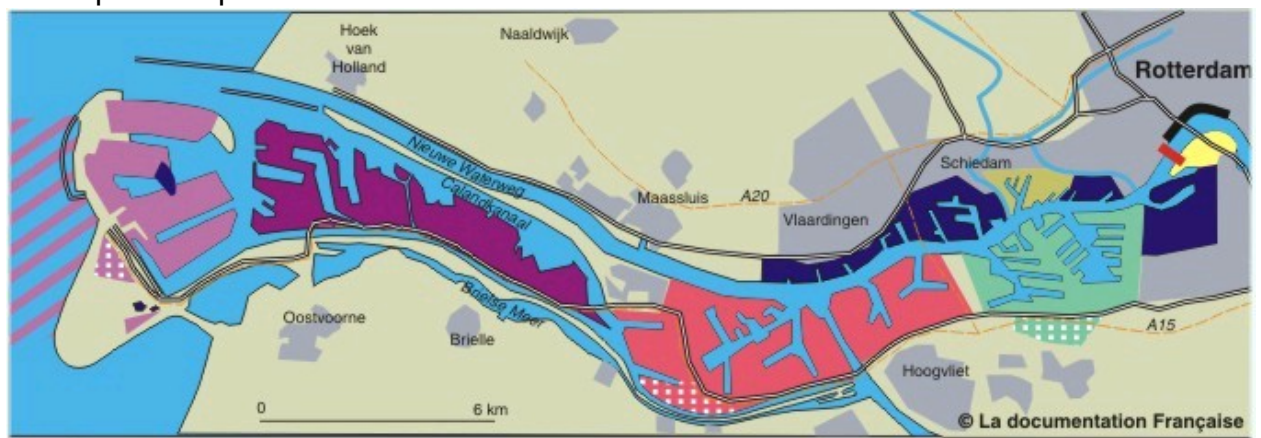 Hoek
van
Holland
Naaldwijk
Rotterdam
Nieuwe Waterweg
Calandkanaal
Schiedam
Maassluis
A20
Vlaardingen
Brielse Meer
Oostvoorne
Brielle
A15
Hoogvliet
0 6 km
© La documentation Française